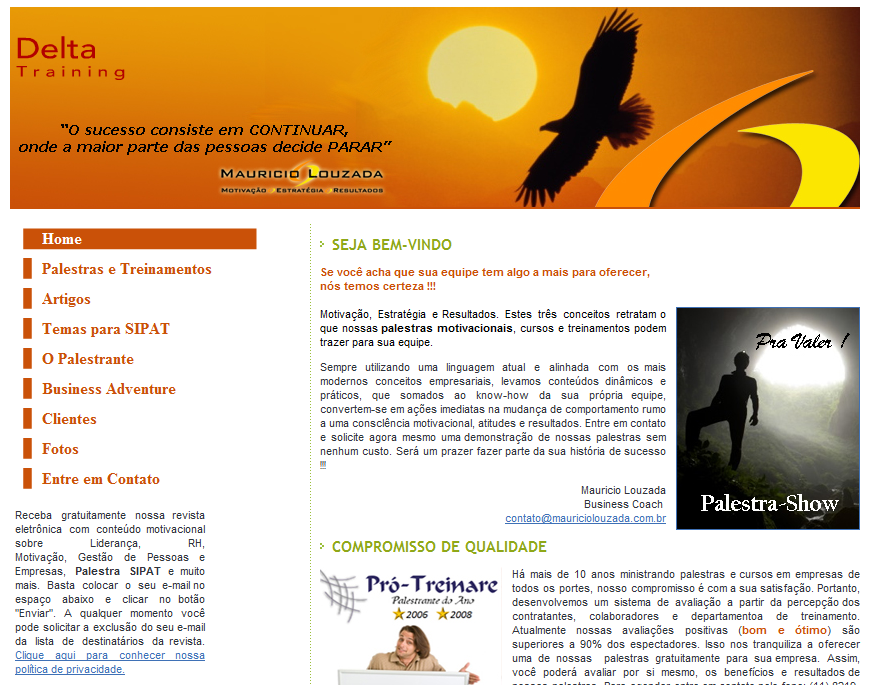 Delta
Training
"O sucesso consiste em CONTINUAR,
onde a maior parte das pessoas decide PARAR"
MAURICIO LOUZADA
MOTIVAÇÃO ESTRATÉGIA RESULTADOS
Home
Palestras e Treinamentos
Artigos
Temas para SIPAT
O Palestrante
Business Adventure
Clientes
Fotos
Entre em Contato
Receba gratuitamente nossa revista
eletrônica com conteúdo motivacional
sobre Liderança, RH,
Motivação, Gestão de Pessoas e
Empresas, Palestra SIPAT e muito
mais. Basta colocar o seu e-mail no
espaço abaixo e clicar no botão
"Enviar". A qualquer momento você
pode solicitar a exclusão do seu e-mail
da lista de destinatários da revista.
Clique aqui para conhecer nossa
política de privacidade.
SEJA BEM-VINDO
Se você acha que sua equipe tem algo a mais para oferecer,
nós temos certeza !!!
Motivação, Estratégia e Resultados. Estes três conceitos retratam o
que nossas palestras motivacionais, cursos e treinamentos podem
trazer para sua equipe.
Sempre utilizando uma linguagem atual e alinhada com os mais
modernos conceitos empresariais, levamos conteúdos dinâmicos e
práticos, que somados ao know-how da sua própria equipe,
convertem-se em ações imediatas na mudança de comportamento rumo
a uma consciência motivacional, atitudes e resultados. Entre em contato
e solicite agora mesmo uma demonstração de nossas palestras sem
nenhum custo. Será um prazer fazer parte da sua história de sucesso
!!!
Pra Valer !
Palestra-Show
Mauricio Louzada
Business Coach
contato@mauriciolouzada.com.br
COMPROMISSO DE QUALIDADE
Pró-Treinare
Palestrante do Ano
2006 2008
Há mais de 10 anos ministrando palestras e cursos em empresas de
todos os portes, nosso compromisso é com a sua satisfação. Portanto,
desenvolvemos um sistema de avaliação a partir da percepção dos
contratantes, colaboradores e departamentoa de treinamento.
Atualmente nossas avaliações positivas (bom e ótimo) são
superiores a 90% dos espectadores. Isso nos tranquiliza a oferecer
uma de nossas palestras gratuitamente para sua empresa. Assim,
você poderá avaliar por si mesmo, os benefícios e resultados de